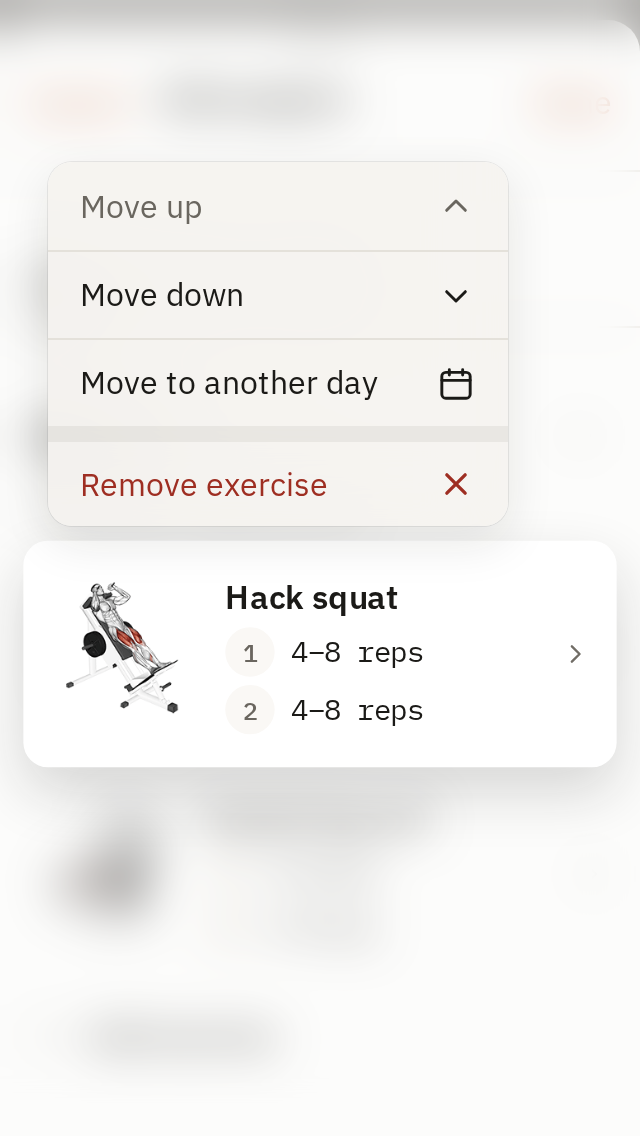 Move up
Move down
Move to another day
Remove exercise
Hack squat
1 4–8 reps
2 4–8 reps